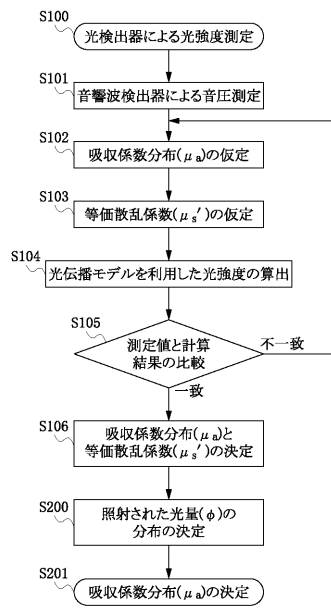 S100
光検出器による光強度測定
S101
音響波検出器による音圧測定
S102
吸収係数分布(μa)の仮定
S103
等価散乱係数(μs′)の仮定
S104
光伝播モデルを利用した光強度の算出
S105
測定値と計算
結果の比較
不一致
一致
S106
吸収係数分布(μa)と
等価散乱係数(μs′)の決定
S200
照射された光量(φ)の
分布の決定
S201
吸収係数分布(μa)の決定